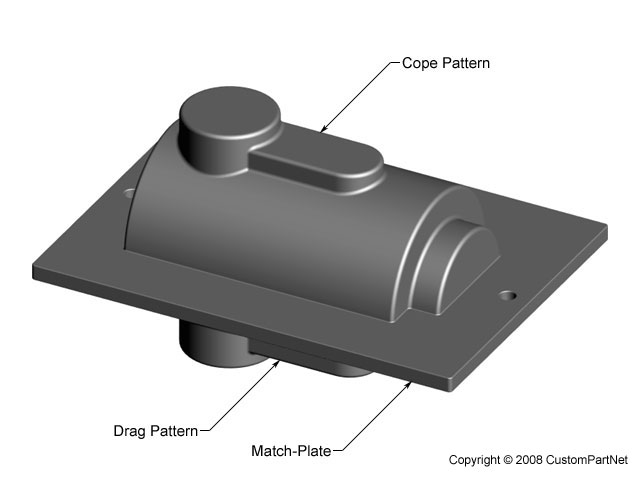 Cope Pattern
Drag Pattern
Match-Plate
Copyright © 2008 CustomPartNet